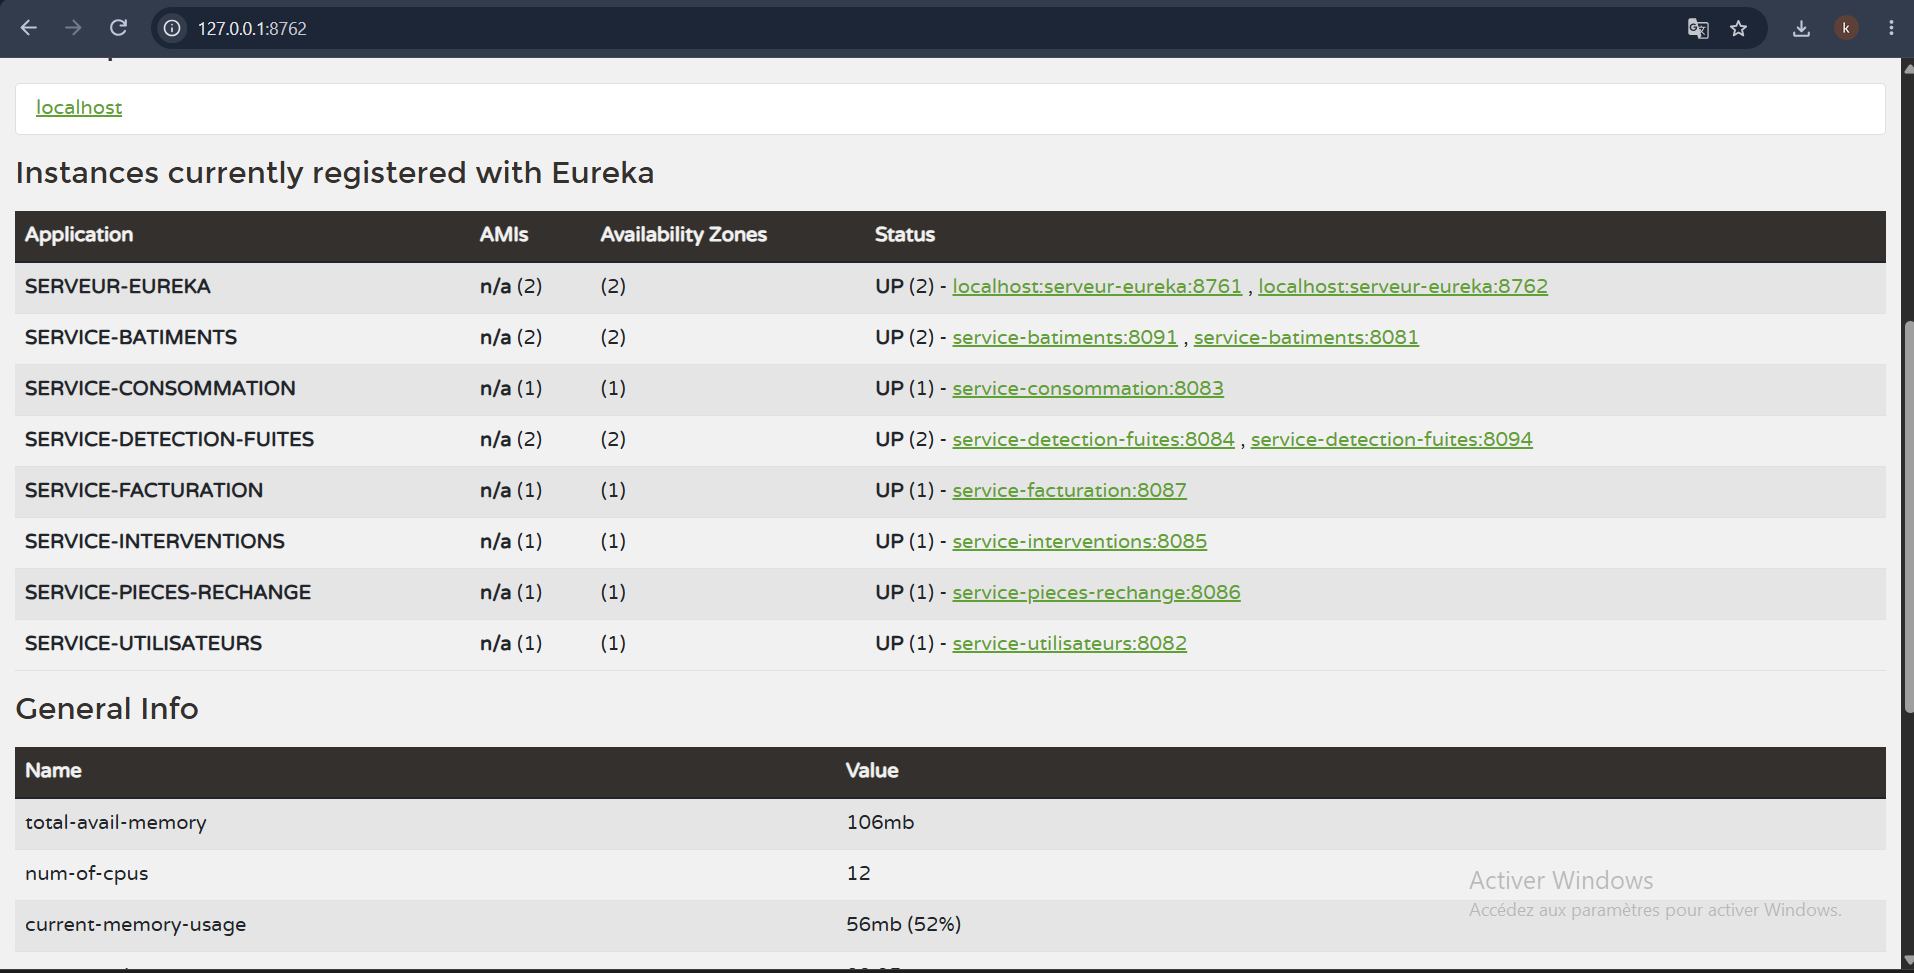 127.0.0.1:8762
k
localhost
Instances currently registered with Eureka
Application AMIs Availability Zones Status
SERVEUR-EUREKA n/a (2) (2) UP (2) - localhost:serveur-eureka:8761 , localhost:serveur-eureka:8762
SERVICE-BATIMENTS n/a (2) (2) UP (2) - service-batiments:8091 , service-batiments:8081
SERVICE-CONSOMMATION n/a (1) (1) UP (1) - service-consommation:8083
SERVICE-DETECTION-FUITES n/a (2) (2) UP (2) - service-detection-fuites:8084 , service-detection-fuites:8094
SERVICE-FACTURATION n/a (1) (1) UP (1) - service-facturation:8087
SERVICE-INTERVENTIONS n/a (1) (1) UP (1) - service-interventions:8085
SERVICE-PIECES-RECHANGE n/a (1) (1) UP (1) - service-pieces-rechange:8086
SERVICE-UTILISATEURS n/a (1) (1) UP (1) - service-utilisateurs:8082
General Info
Name Value
total-avail-memory 106mb
num-of-cpus 12
current-memory-usage 56mb (52%)
Activer Windows
Accédez aux paramètres pour activer Windows.